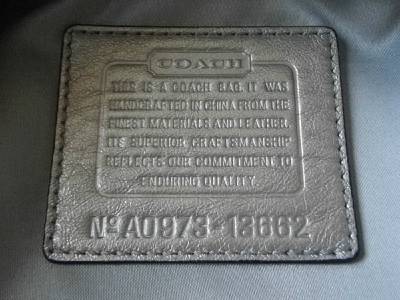 COACH
THIS IS A COACH BAG. IT WAS
HANDCRAFTED IN CHINA FROM THE
FINEST MATERIALS AND LEATHER.
ITS SUPERIOR CRAFTSMANSHIP
REFLECTS OUR COMMITMENT TO
ENDURING QUALITY.
Nº A0973-13662